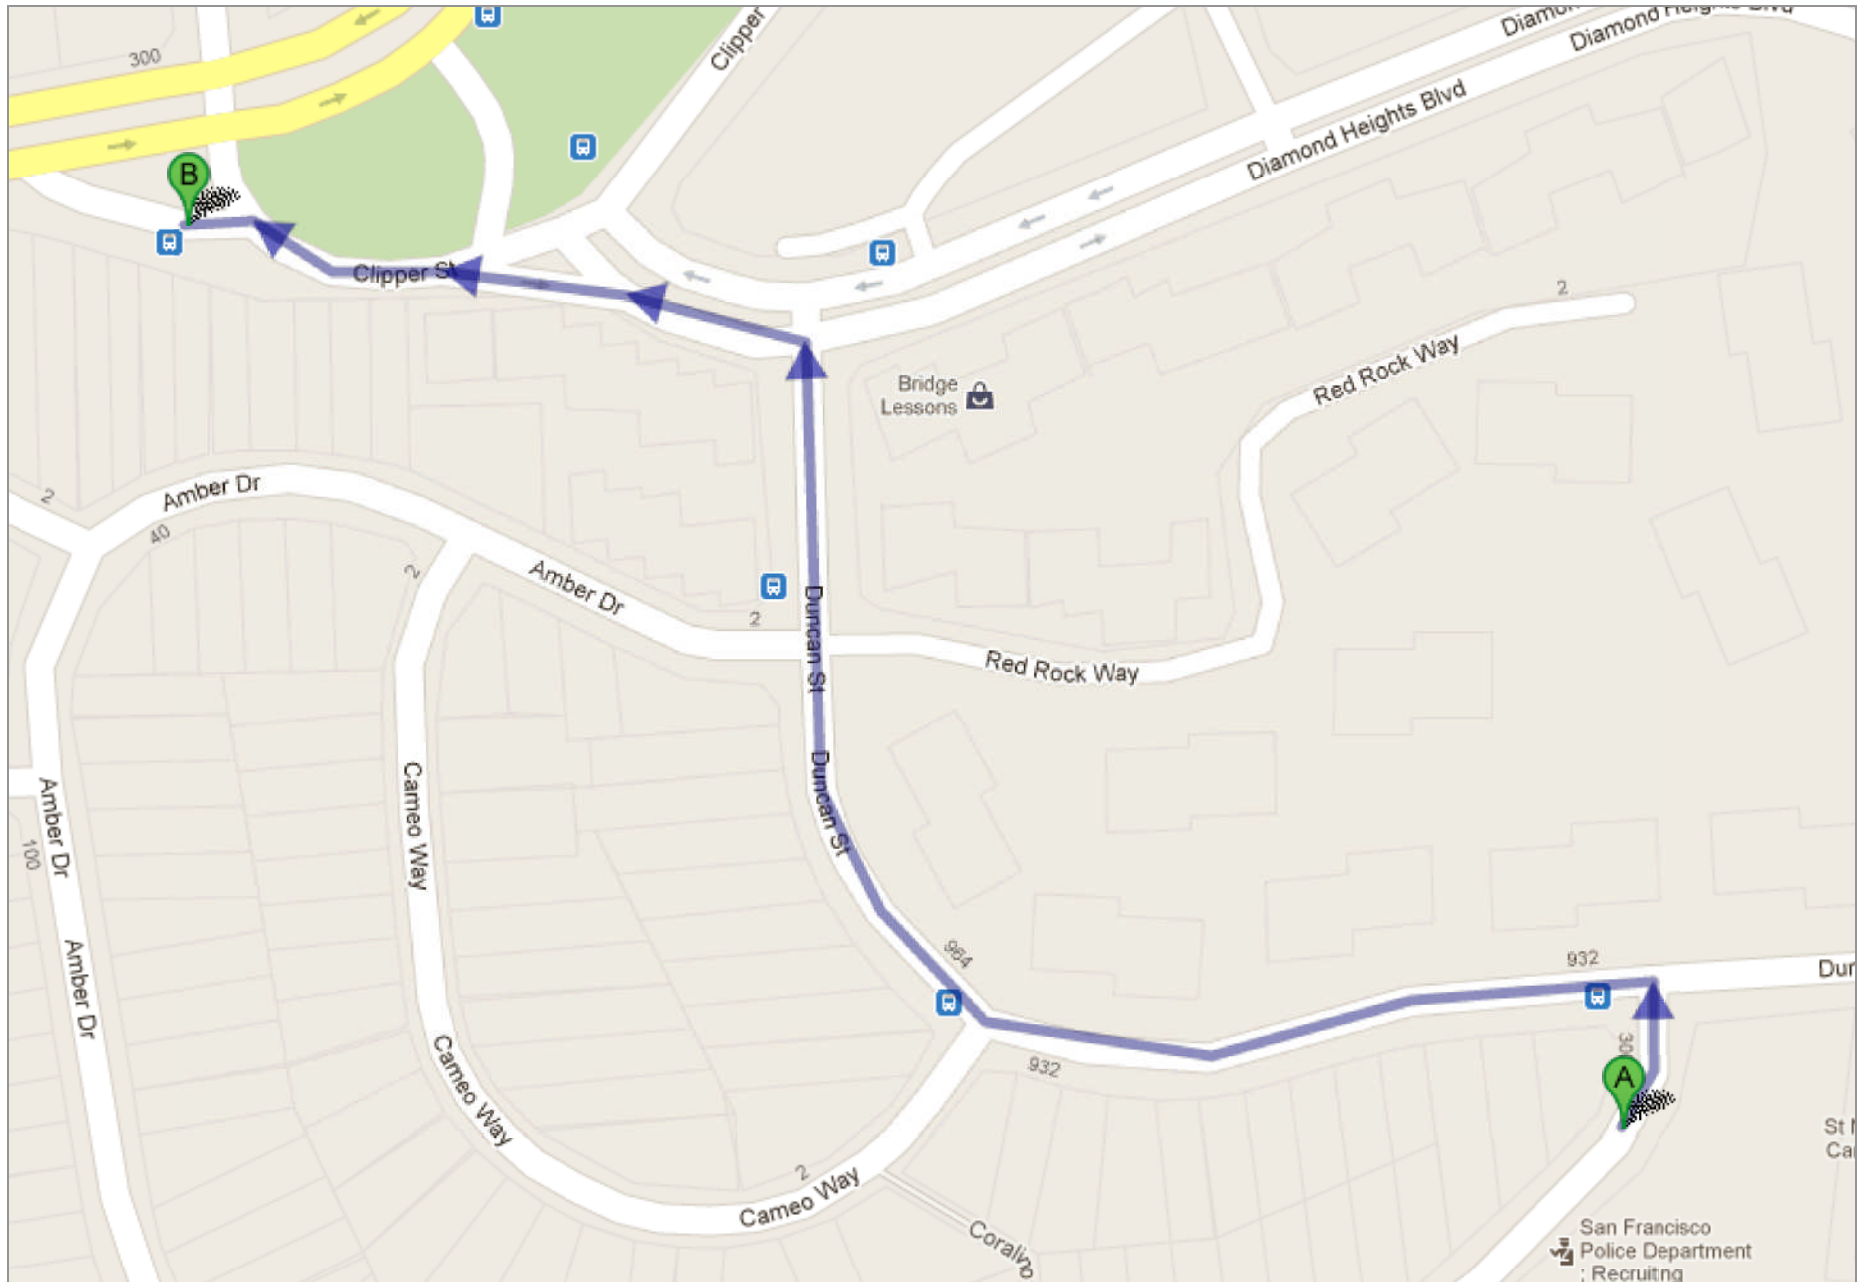 300
Clipper
Diamond Heights Blvd
Diamond Heights Blvd
B
Clipper St
2
Red Rock Way
Bridge
Lessons
2
Amber Dr
40
2
Amber Dr
2
Duncan St
Red Rock Way
Duncan St
Cameo Way
Amber Dr
100
964
932
Amber Dr
932
30
A
Cameo Way
2
Cameo Way
St
San Francisco
Police Department
: Recruiting